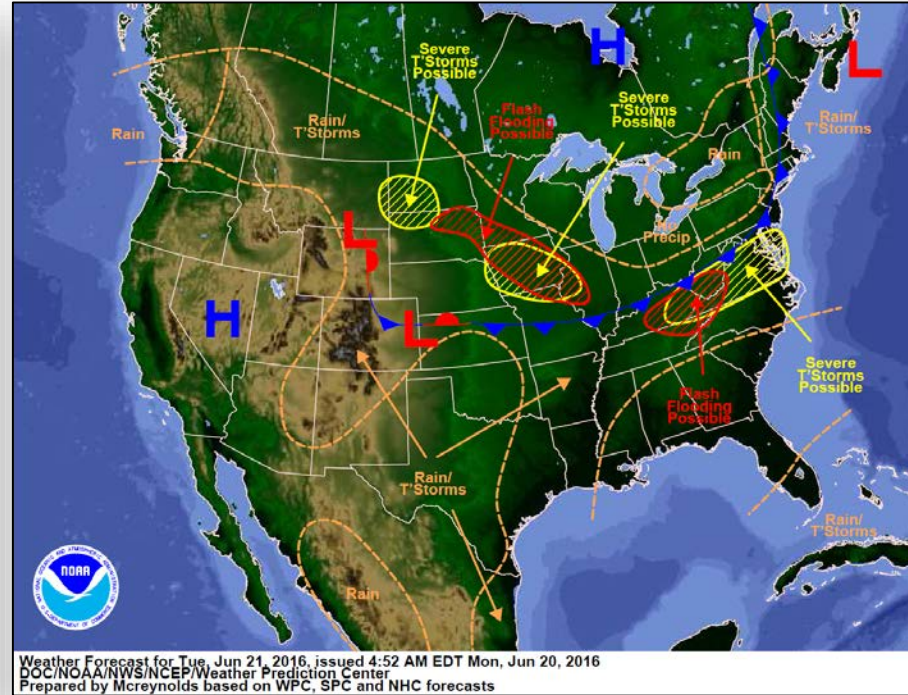 H
H
L
Severe
T'Storms
Possible
Flash
Flooding
Possible
Severe
T'Storms
Possible
Rain
Rain/
T'Storms
Rain/
T'Storms
Rain
No
Precip
L
H
L
Severe
T'Storms
Possible
Flash
Flooding
Possible
Rain/
T'Storms
Rain/
T'Storms
Rain
NOAA
Weather Forecast for Tue, Jun 21, 2016, issued 4:52 AM EDT Mon, Jun 20, 2016
DOC/NOAA/NWS/NCEP/Weather Prediction Center
Prepared by Mcreynolds based on WPC, SPC and NHC forecasts